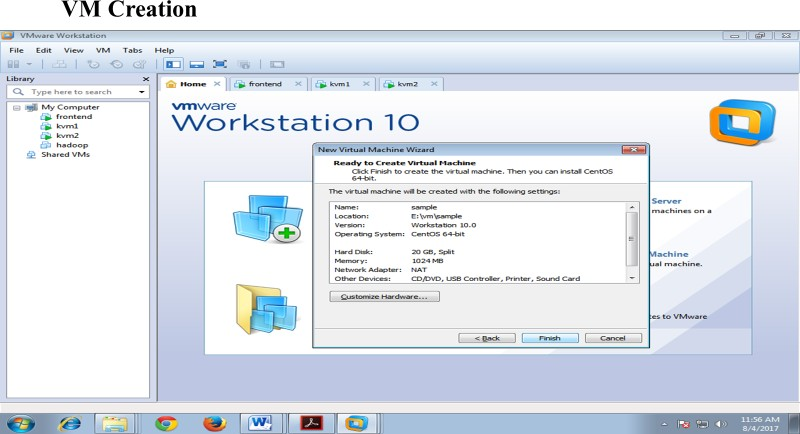 VM Creation
VMware Workstation
File Edit View VM Tabs Help
Library
Type here to search
My Computer
frontend
kvm1
kvm2
hadoop
Shared VMs
Home
frontend
kvm1
kvm2
vmware
Workstation 10
New Virtual Machine Wizard
Ready to Create Virtual Machine
Click Finish to create the virtual machine. Then you can install CentOS
64-bit.
The virtual machine will be created with the following settings:
Name: sample
Location: E:\vm\sample
Version: Workstation 10.0
Operating System: CentOS 64-bit
Hard Disk: 20 GB, Split
Memory: 1024 MB
Network Adapter: NAT
Other Devices: CD/DVD, USB Controller, Printer, Sound Card
Customize Hardware...
< Back
Finish
Cancel
Server
machines on a
Machine
ual machine.
tes to VMware
11:56 AM
8/4/2017